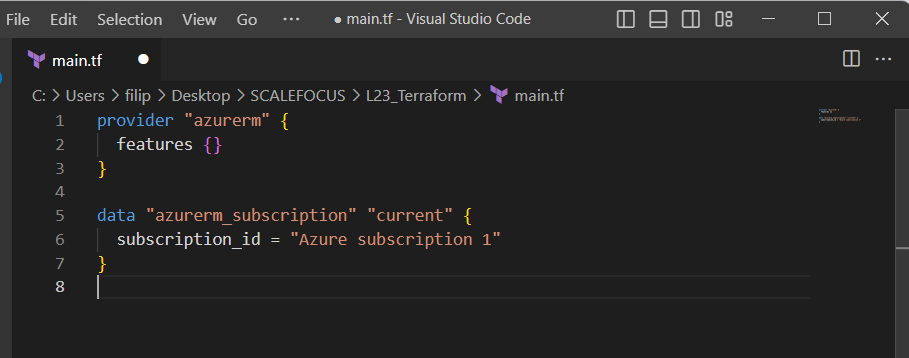 File Edit Selection View Go ··· ● main.tf - Visual Studio Code
main.tf ●
C: > Users > filip > Desktop > SCALEFOCUS > L23_Terraform > main.tf
1 provider "azurerm" {
2   features {}
3 }
4
5 data "azurerm_subscription" "current" {
6   subscription_id = "Azure subscription 1"
7 }
8